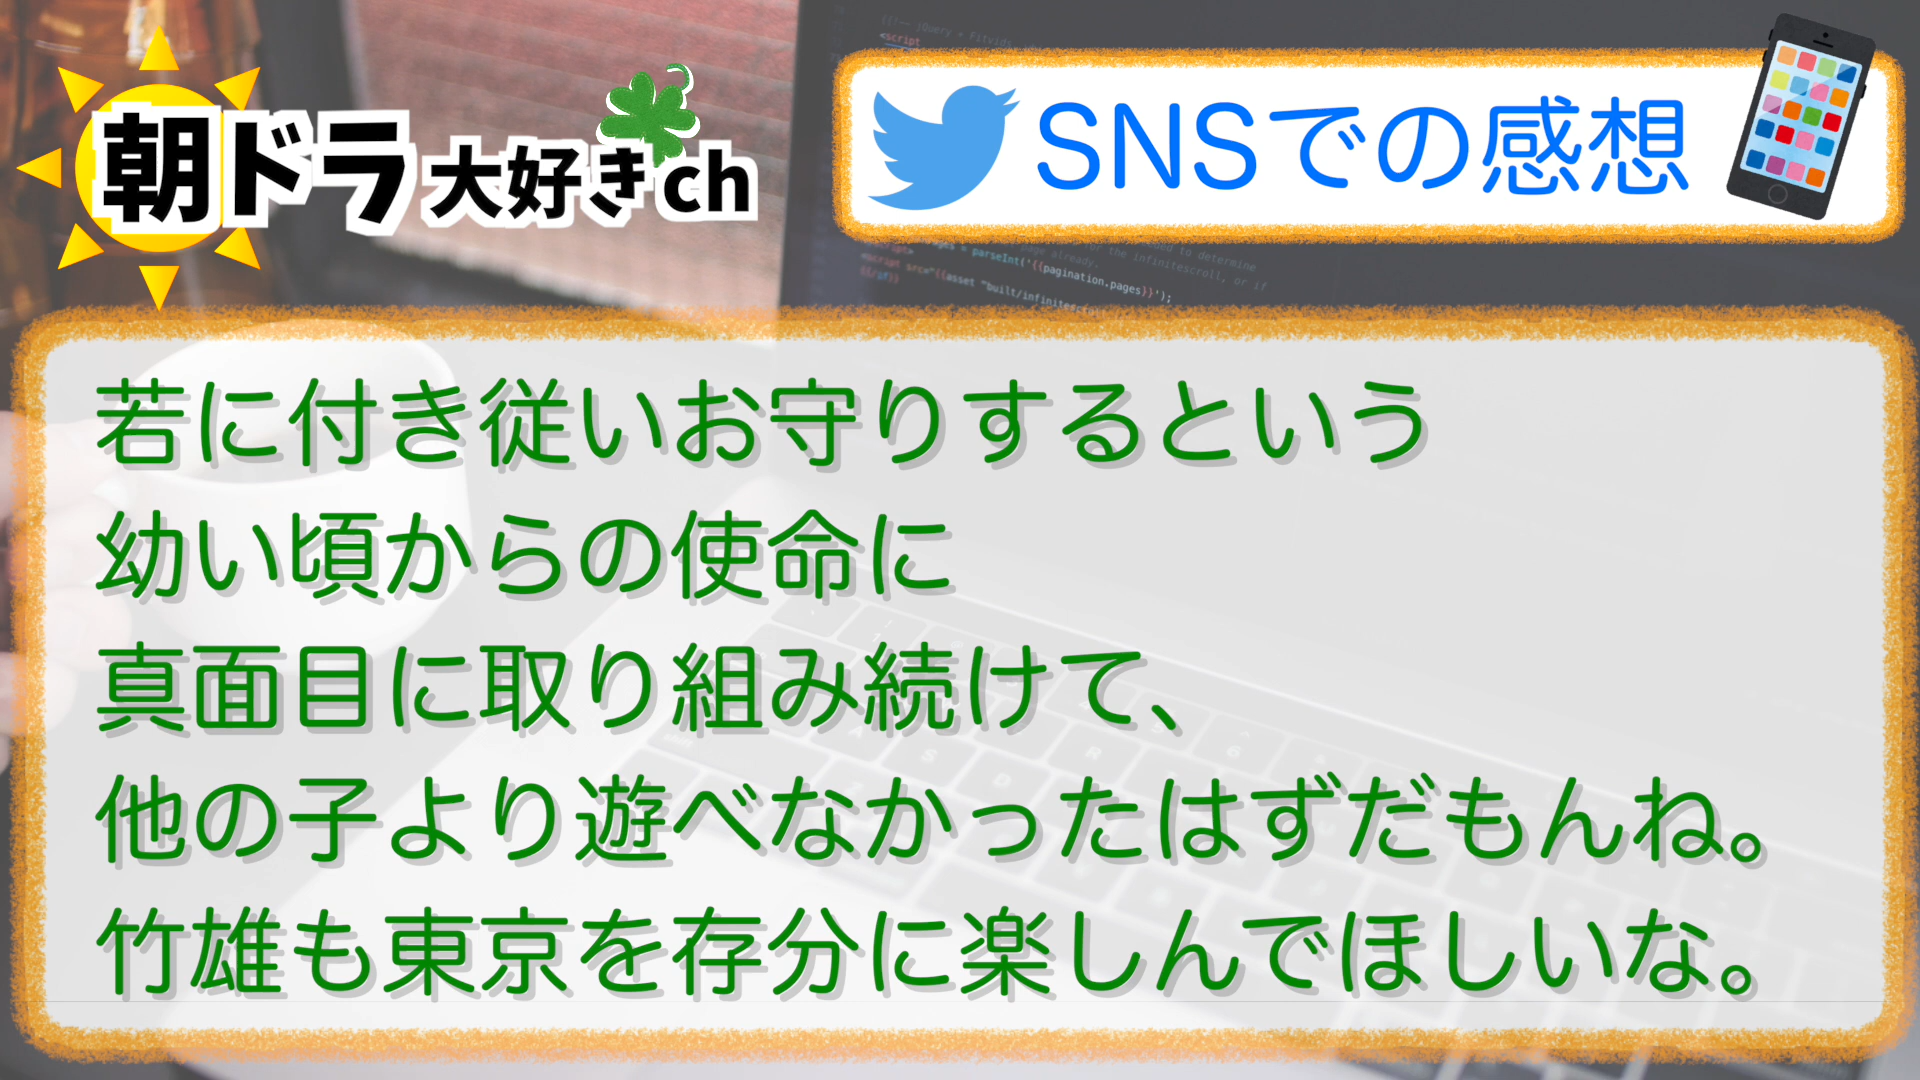 朝ドラ大好きch
SNSでの感想
若に付き従いお守りするという
幼い頃からの使命に
真面目に取り組み続けて、
他の子より遊べなかったはずだもんね。
竹雄も東京を存分に楽しんでほしいな。